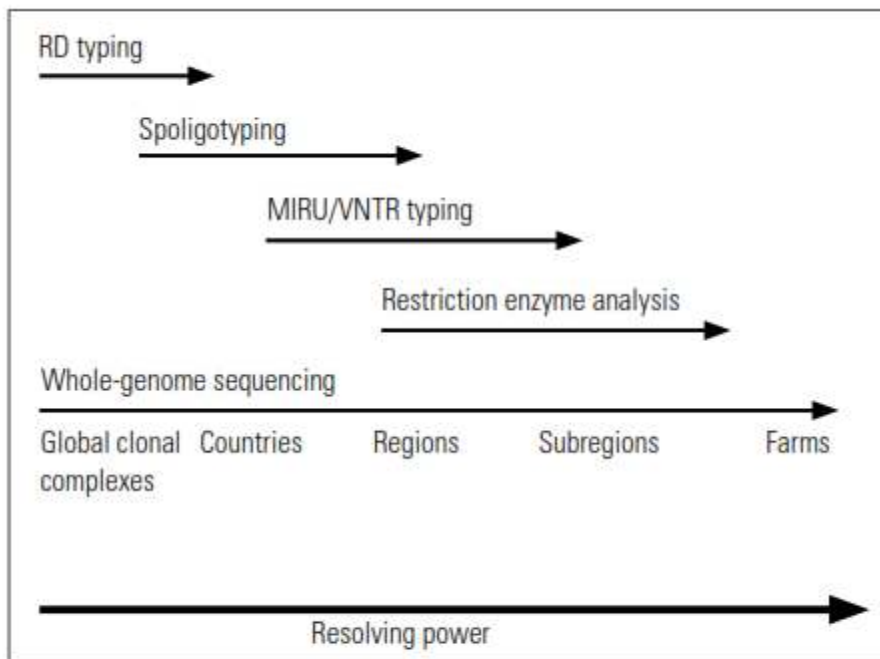 RD typing
Spoligotyping
MIRU/VNTR typing
Restriction enzyme analysis
Whole-genome sequencing
Global clonal Countries Regions Subregions Farms
complexes
Resolving power